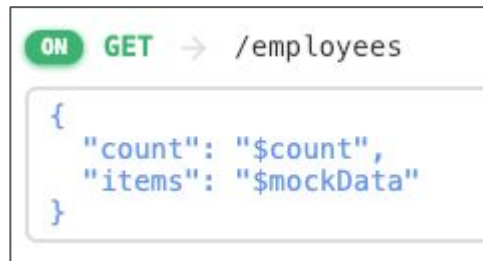 ON GET → /employees
{
"count": "$count",
"items": "$mockData"
}